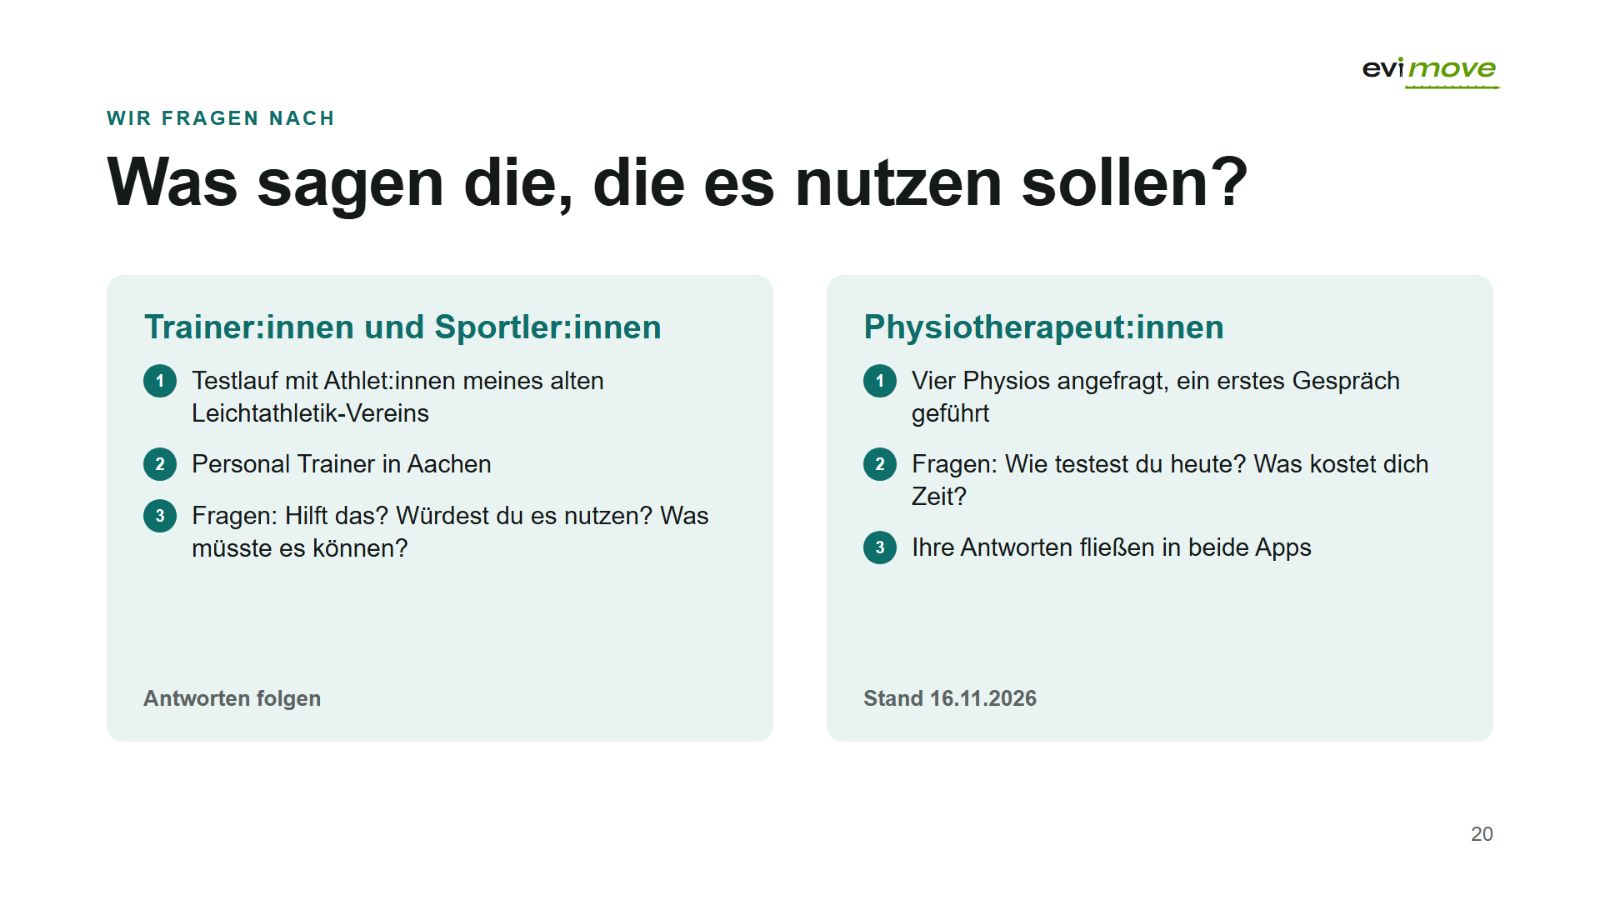 evimove
WIR FRAGEN NACH
Was sagen die, die es nutzen sollen?
Trainer:innen und Sportler:innen
1 Testlauf mit Athlet:innen meines alten
Leichtathletik-Vereins
2 Personal Trainer in Aachen
3 Fragen: Hilft das? Würdest du es nutzen? Was
müsste es können?
Antworten folgen
Physiotherapeut:innen
1 Vier Physios angefragt, ein erstes Gespräch
geführt
2 Fragen: Wie testest du heute? Was kostet dich
Zeit?
3 Ihre Antworten fließen in beide Apps
Stand 16.11.2026
20